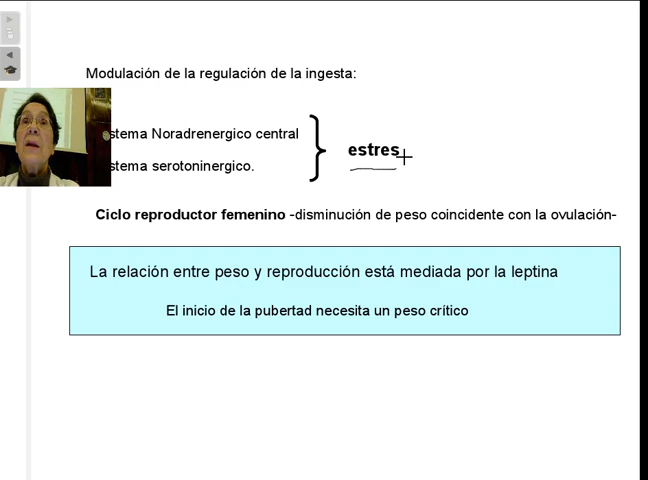 Modulación de la regulación de la ingesta:
stema Noradrenergico central
stema serotoninergico.
estres
Ciclo reproductor femenino -disminución de peso coincidente con la ovulación-
La relación entre peso y reproducción está mediada por la leptina
El inicio de la pubertad necesita un peso crítico